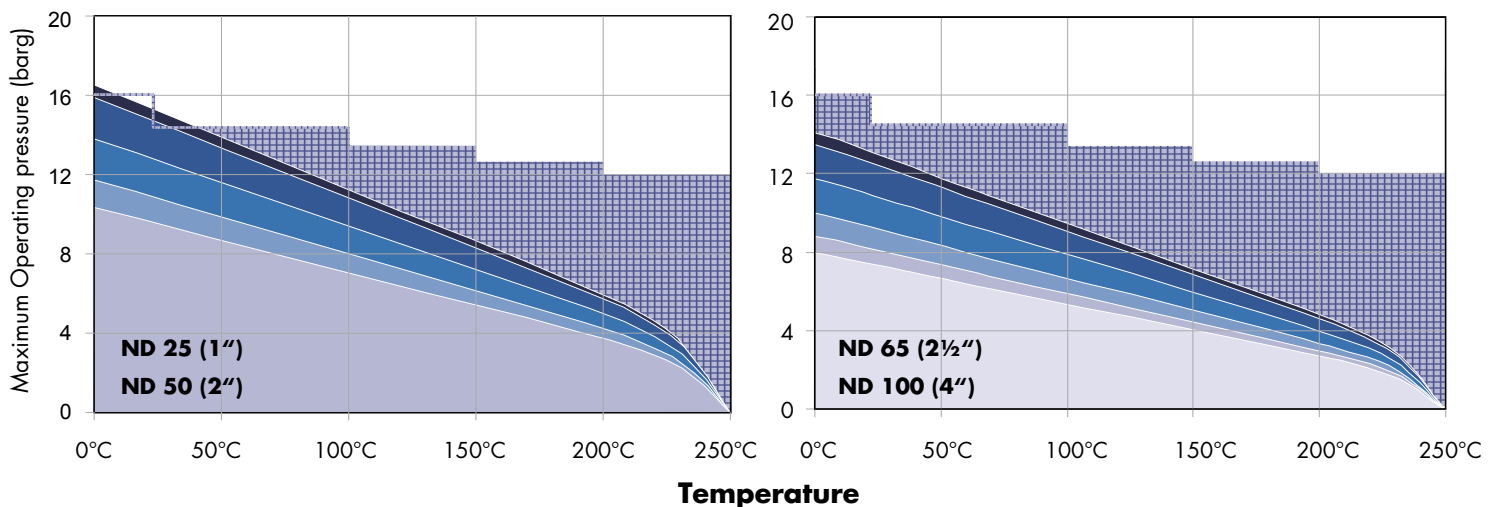 Maximum Operating pressure (barg)
20
16
12
8
4
0
ND 25 (1“)
ND 50 (2“)
0°C 50°C 100°C 150°C 200°C 250°C
20
16
12
8
4
0
ND 65 (2½“)
ND 100 (4“)
0°C 50°C 100°C 150°C 200°C 250°C
Temperature